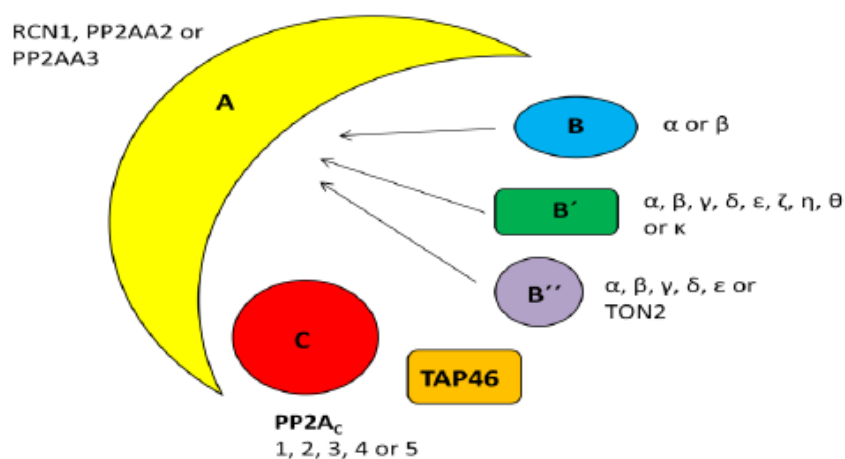 RCN1, PP2AA2 or
PP2AA3
A
B
α or β
B´
α, β, γ, δ, ε, ζ, η, θ
or κ
B´´
α, β, γ, δ, ε or
TON2
C
TAP46
PP2Ac
1, 2, 3, 4 or 5